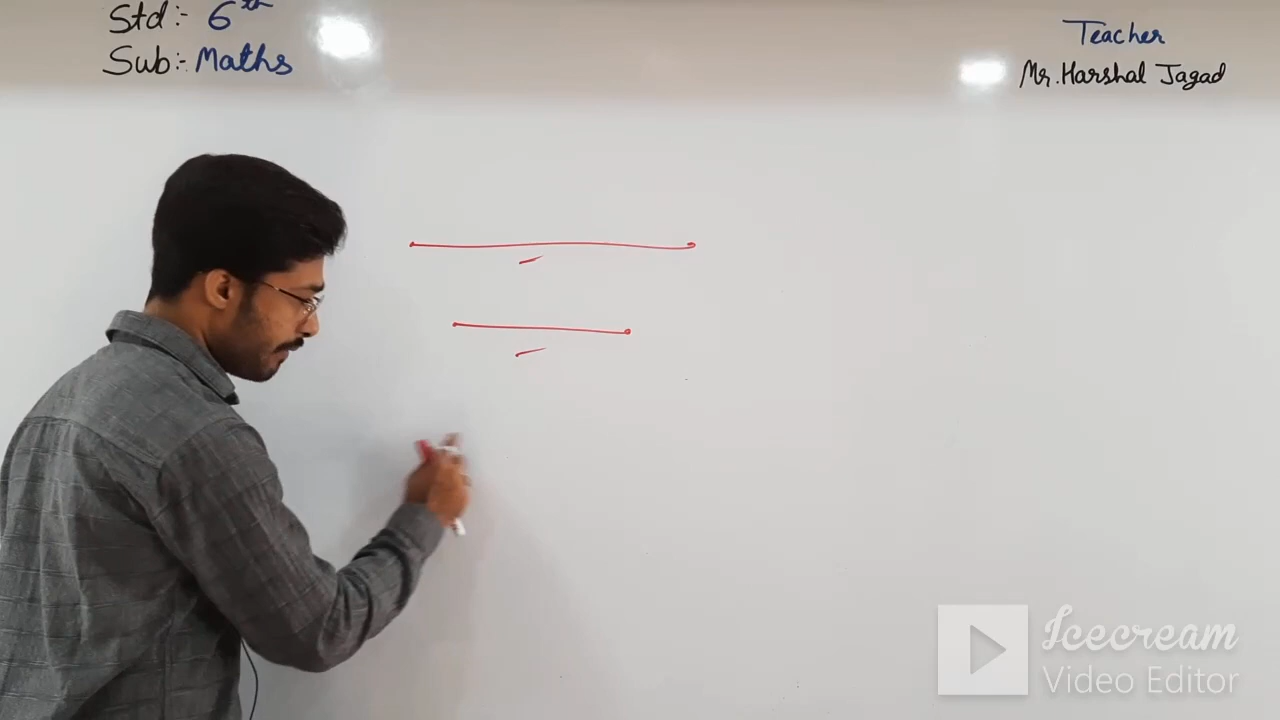 Std:- 6th
Sub:- Maths
Teacher
Mr. Harshal Jagad
Icecream
Video Editor